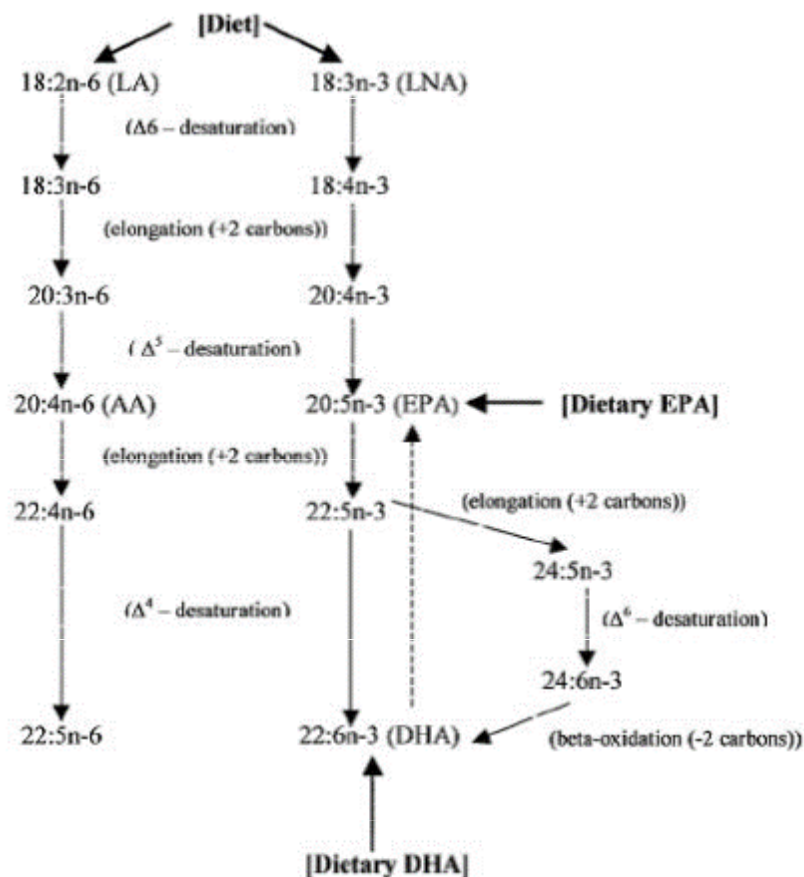 [Diet]
18:2n-6 (LA) 18:3n-3 (LNA)
(Δ6 – desaturation)
18:3n-6 18:4n-3
(elongation (+2 carbons))
20:3n-6 20:4n-3
(Δ⁵ – desaturation)
20:4n-6 (AA) 20:5n-3 (EPA) [Dietary EPA]
(elongation (+2 carbons))
(elongation (+2 carbons))
22:4n-6 22:5n-3
24:5n-3
(Δ⁴ – desaturation) (Δ⁶ – desaturation)
24:6n-3
22:5n-6 22:6n-3 (DHA) (beta-oxidation (-2 carbons))
[Dietary DHA]